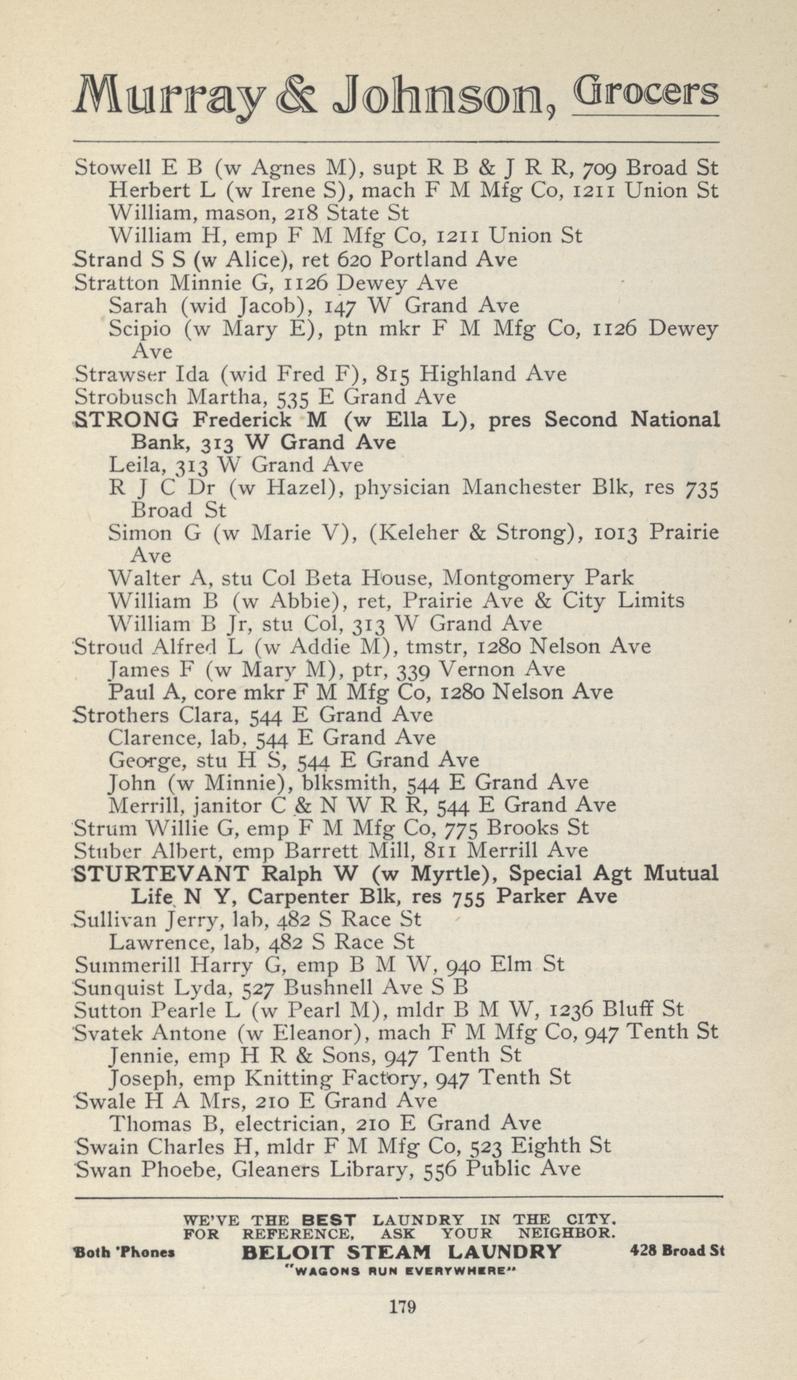 Murray & Johnson, Grocers
Stowell E B (w Agnes M), supt R B & J R R, 709 Broad St
Herbert L (w Irene S), mach F M Mfg Co, 1211 Union St
William, mason, 218 State St
William H, emp F M Mfg Co, 1211 Union St
Strand S S (w Alice), ret 620 Portland Ave
Stratton Minnie G, 1126 Dewey Ave
Sarah (wid Jacob), 147 W Grand Ave
Scipio (w Mary E), ptn mkr F M Mfg Co, 1126 Dewey
Ave
Strawser Ida (wid Fred F), 815 Highland Ave
Strobusch Martha, 535 E Grand Ave
STRONG Frederick M (w Ella L), pres Second National
Bank, 313 W Grand Ave
Leila, 313 W Grand Ave
R J C Dr (w Hazel), physician Manchester Blk, res 735
Broad St
Simon G (w Marie V), (Keleher & Strong), 1013 Prairie
Ave
Walter A, stu Col Beta House, Montgomery Park
William B (w Abbie), ret, Prairie Ave & City Limits
William B Jr, stu Col, 313 W Grand Ave
Stroud Alfred L (w Addie M), tmstr, 1280 Nelson Ave
James F (w Mary M), ptr, 339 Vernon Ave
Paul A, core mkr F M Mfg Co, 1280 Nelson Ave
Strothers Clara, 544 E Grand Ave
Clarence, lab, 544 E Grand Ave
George, stu H S, 544 E Grand Ave
John (w Minnie), blksmith, 544 E Grand Ave
Merrill, janitor C & N W R R, 544 E Grand Ave
Strum Willie G, emp F M Mfg Co, 775 Brooks St
Stuber Albert, emp Barrett Mill, 811 Merrill Ave
STURTEVANT Ralph W (w Myrtle), Special Agt Mutual
Life N Y, Carpenter Blk, res 755 Parker Ave
Sullivan Jerry, lab, 482 S Race St
Lawrence, lab, 482 S Race St
Summerill Harry G, emp B M W, 940 Elm St
Sunquist Lyda, 527 Bushnell Ave S B
Sutton Pearle L (w Pearl M), mldr B M W, 1236 Bluff St
Svatek Antone (w Eleanor), mach F M Mfg Co, 947 Tenth St
Jennie, emp H R & Sons, 947 Tenth St
Joseph, emp Knitting Factory, 947 Tenth St
Swale H A Mrs, 210 E Grand Ave
Thomas B, electrician, 210 E Grand Ave
Swain Charles H, mldr F M Mfg Co, 523 Eighth St
Swan Phoebe, Gleaners Library, 556 Public Ave
WE'VE THE BEST LAUNDRY IN THE CITY.
FOR REFERENCE, ASK YOUR NEIGHBOR.
Both 'Phones BELOIT STEAM LAUNDRY 428 Broad St
"WAGONS RUN EVERYWHERE"
179